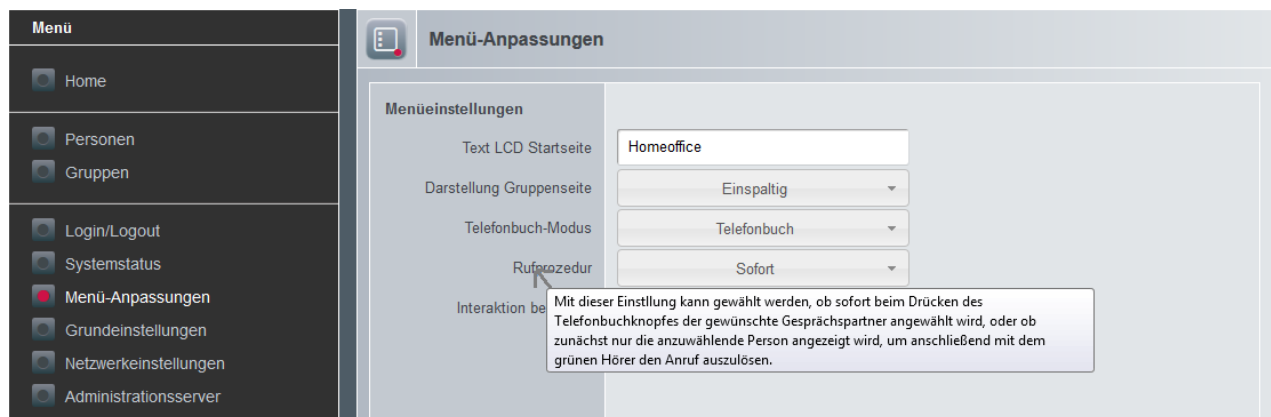 Menü
Home
Personen
Gruppen
Login/Logout
Systemstatus
Menü-Anpassungen
Grundeinstellungen
Netzwerkeinstellungen
Administrationsserver
Menü-Anpassungen
Menüeinstellungen
Text LCD Startseite Homeoffice
Darstellung Gruppenseite Einspaltig
Telefonbuch-Modus Telefonbuch
Rufprozedur Sofort
Interaktion
Mit dieser Einstllung kann gewählt werden, ob sofort beim Drücken des
Telefonbuchknopfes der gewünschte Gesprächspartner angewählt wird, oder ob
zunächst nur die anzuwählende Person angezeigt wird, um anschließend mit dem
grünen Hörer den Anruf auszulösen.